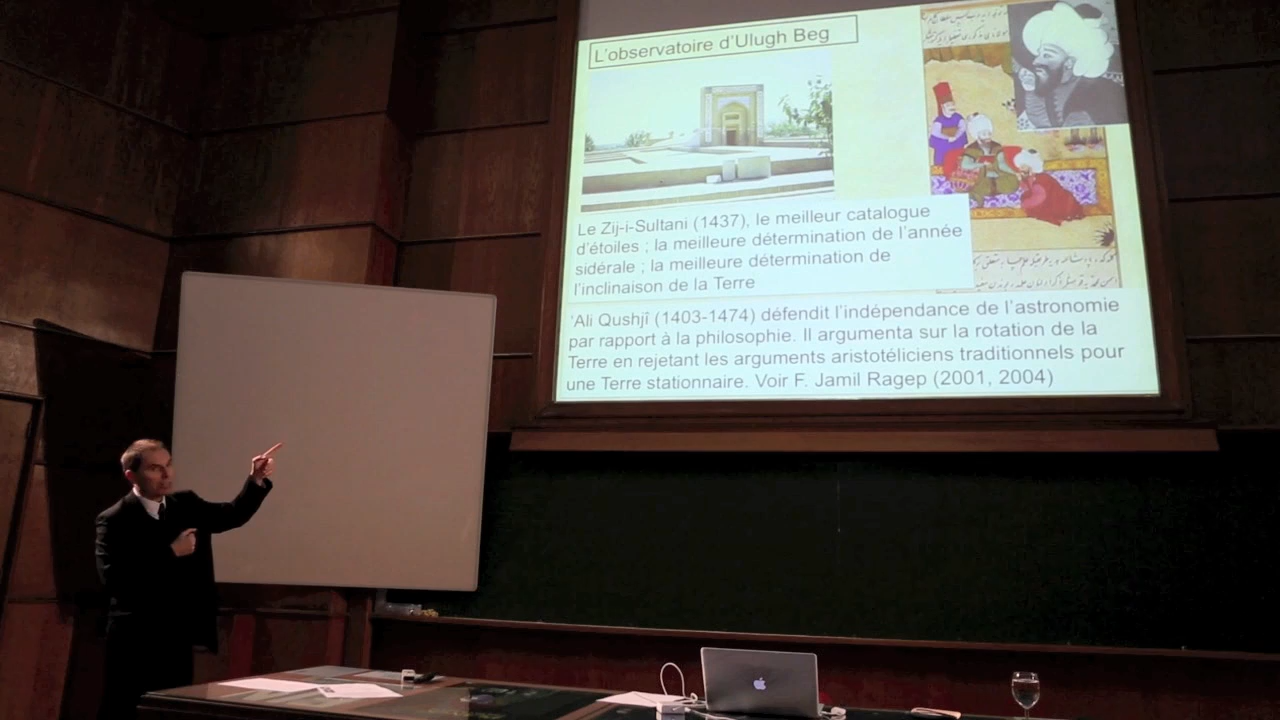 L'observatoire d'Ulugh Beg
Le Zij-i-Sultani (1437), le meilleur catalogue
d'étoiles ; la meilleure détermination de l'année
sidérale ; la meilleure détermination de
l'inclinaison de la Terre
'Ali Qushjî (1403-1474) défendit l'indépendance de l'astronomie
par rapport à la philosophie. Il argumenta sur la rotation de la
Terre en rejetant les arguments aristotéliciens traditionnels pour
une Terre stationnaire. Voir F. Jamil Ragep (2001, 2004)